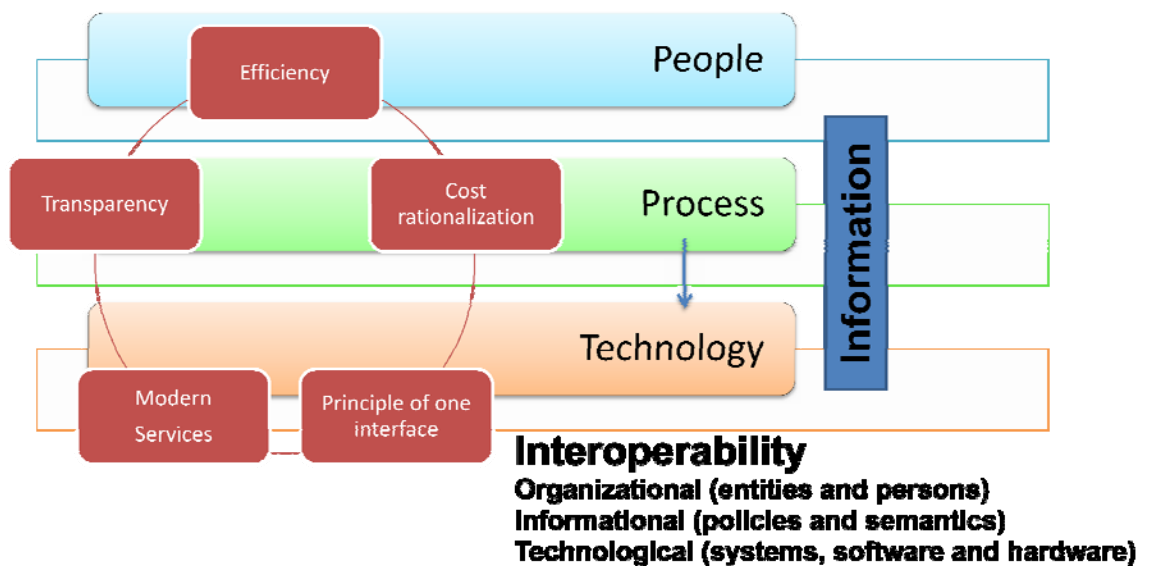 People
Efficiency
Transparency
Cost
rationalization
Process
Information
Technology
Modern
Services
Principle of one
interface
Interoperability
Organizational (entities and persons)
Informational (policies and semantics)
Technological (systems, software and hardware)